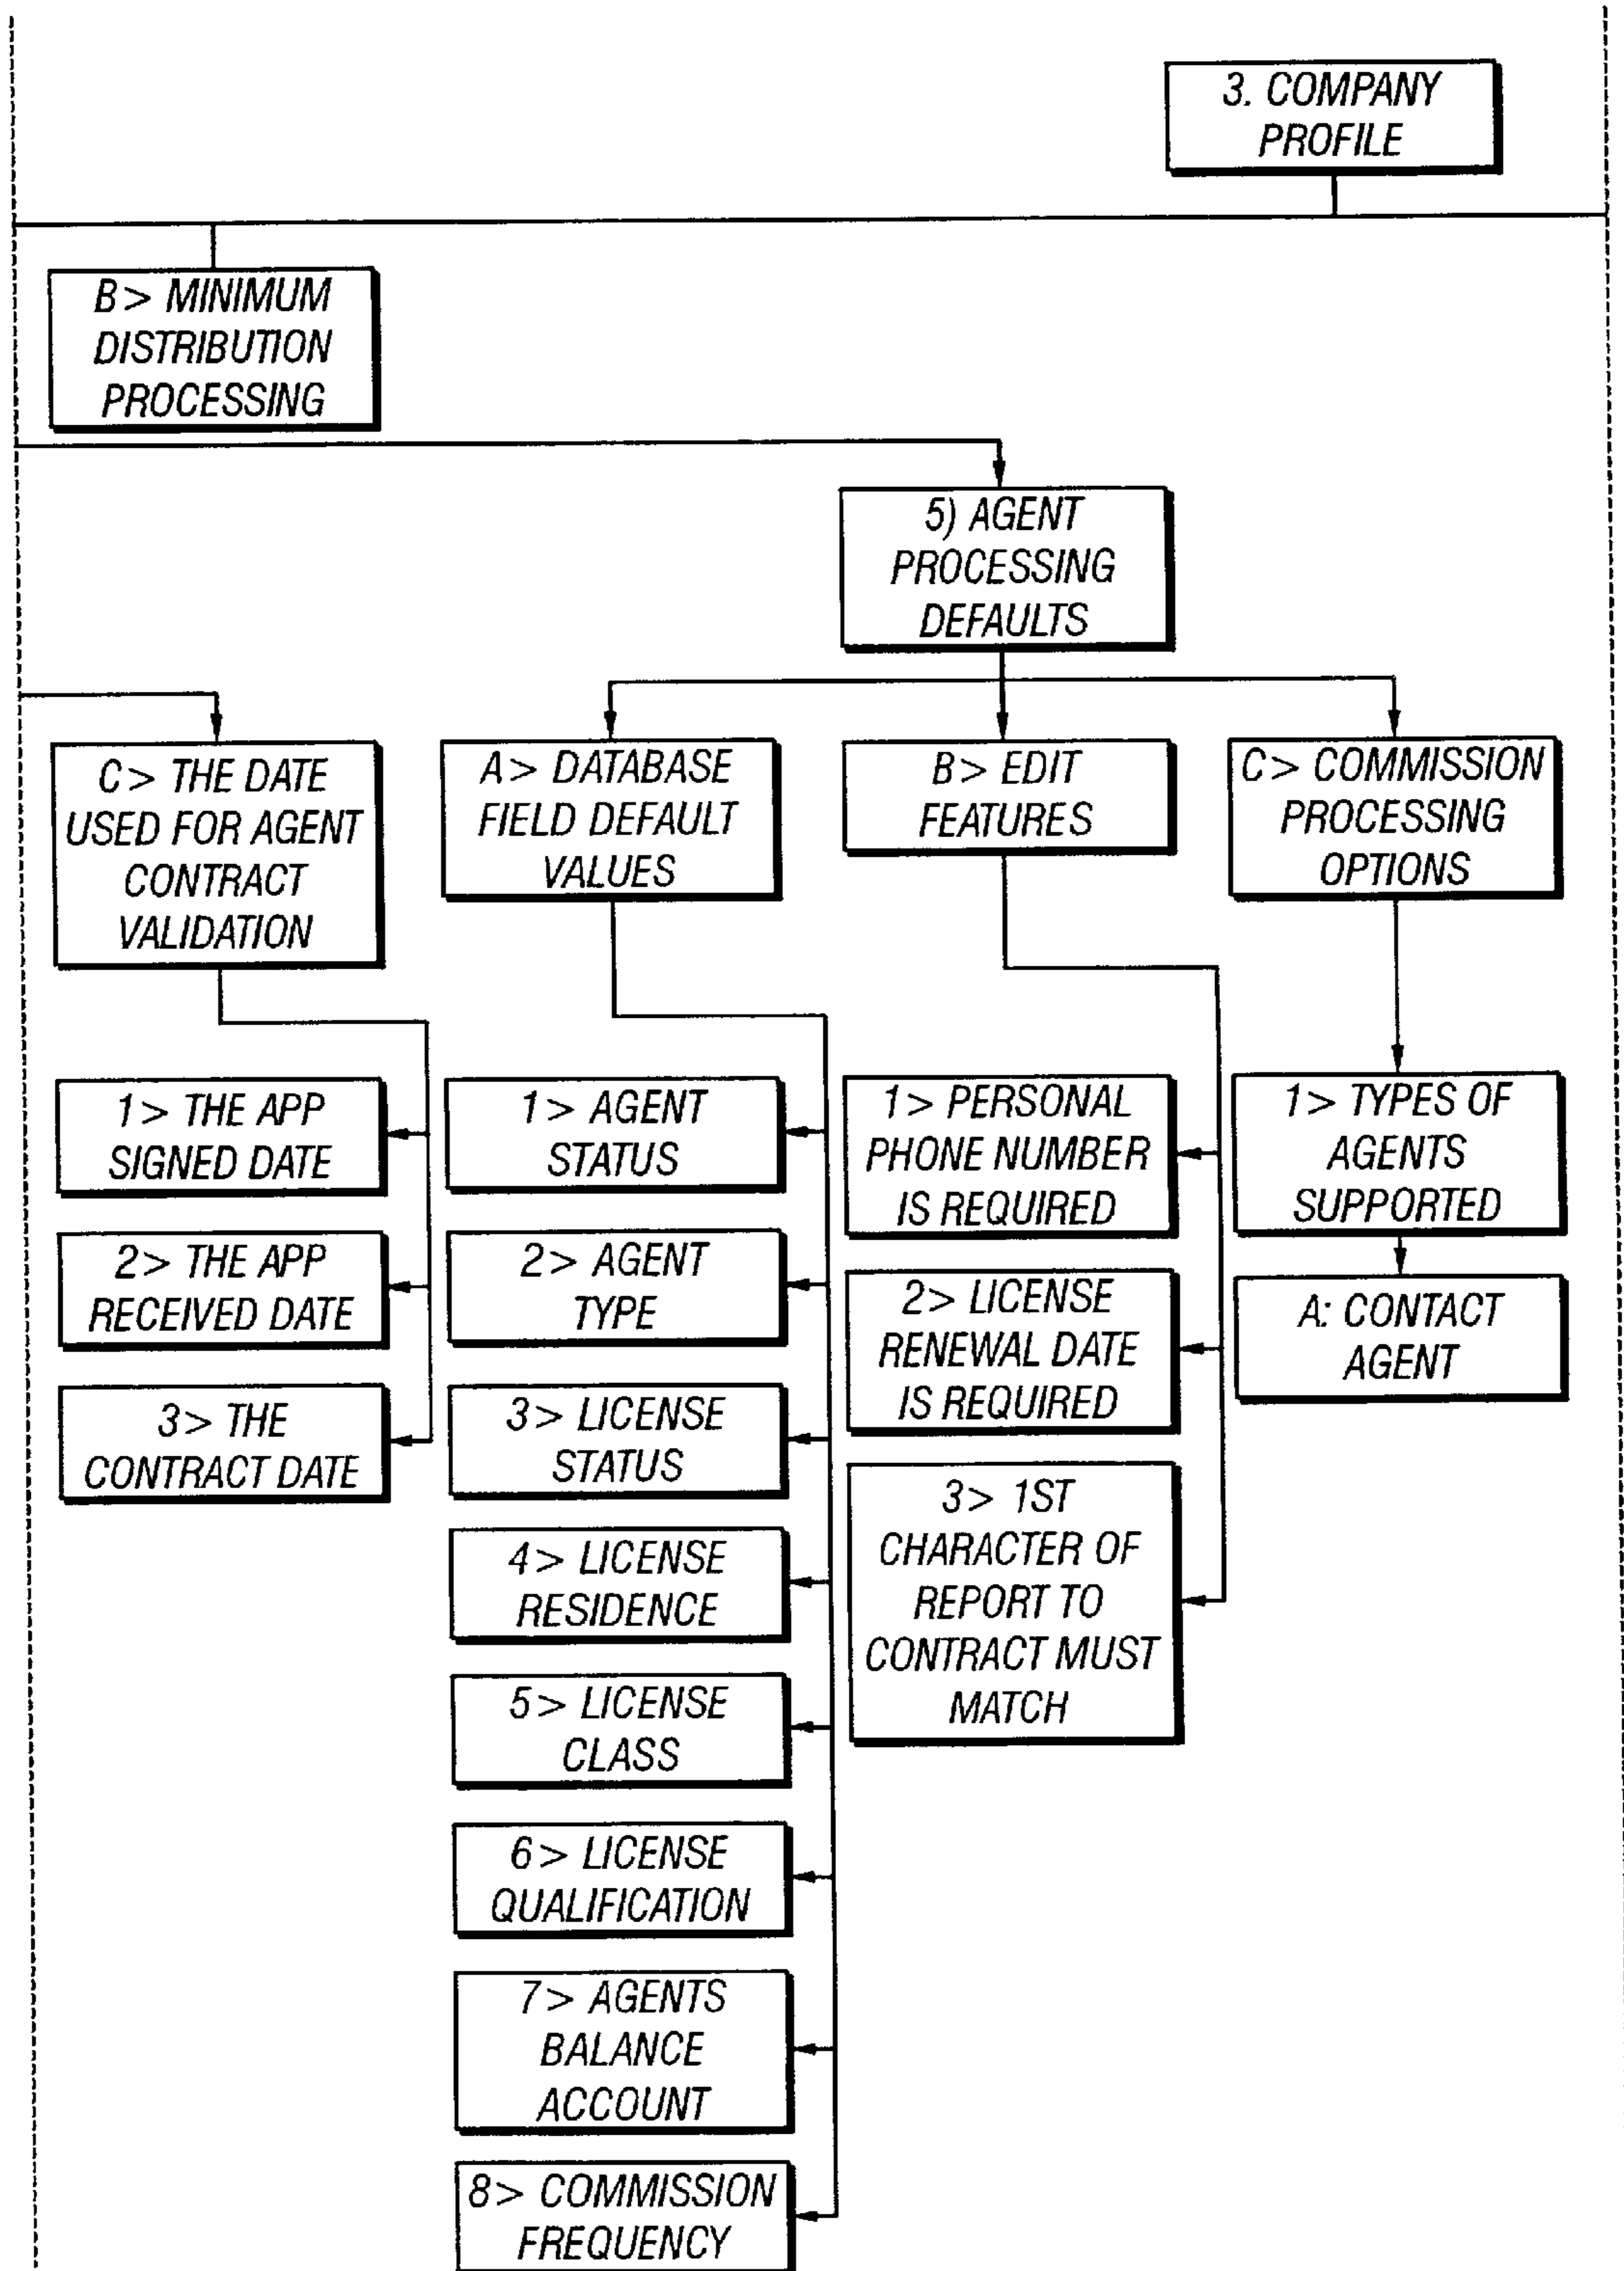 3. COMPANY
PROFILE
B> MINIMUM
DISTRIBUTION
PROCESSING
5) AGENT
PROCESSING
DEFAULTS
C> THE DATE
USED FOR AGENT
CONTRACT
VALIDATION
1> THE APP
SIGNED DATE
2> THE APP
RECEIVED DATE
3> THE
CONTRACT DATE
A> DATABASE
FIELD DEFAULT
VALUES
1> AGENT
STATUS
2> AGENT
TYPE
3> LICENSE
STATUS
4> LICENSE
RESIDENCE
5> LICENSE
CLASS
6> LICENSE
QUALIFICATION
7> AGENTS
BALANCE
ACCOUNT
8> COMMISSION
FREQUENCY
B> EDIT
FEATURES
1> PERSONAL
PHONE NUMBER
IS REQUIRED
2> LICENSE
RENEWAL DATE
IS REQUIRED
3> 1ST
CHARACTER OF
REPORT TO
CONTRACT MUST
MATCH
C> COMMISSION
PROCESSING
OPTIONS
1> TYPES OF
AGENTS
SUPPORTED
A: CONTACT
AGENT